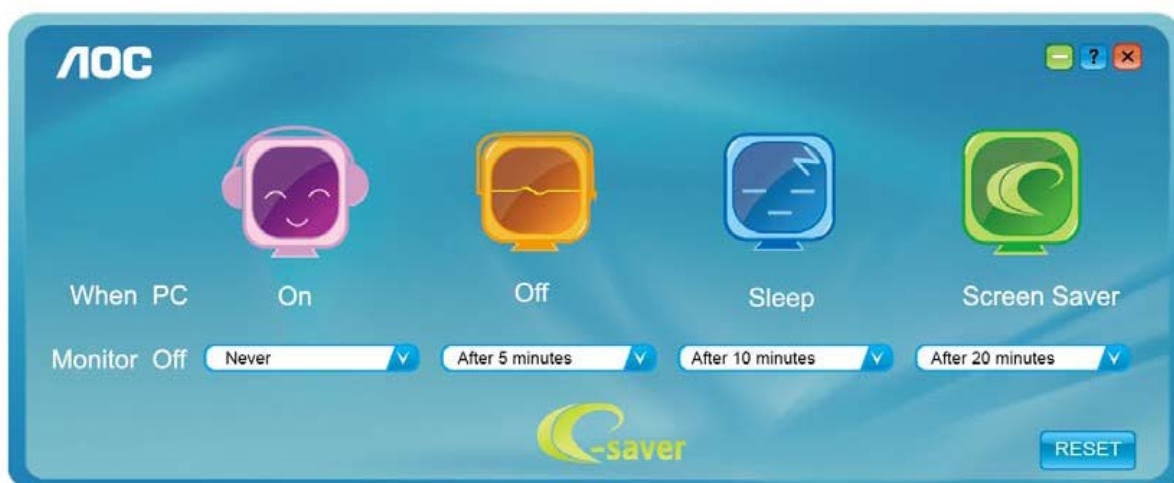 AOC
?
When PC On Off Sleep Screen Saver
Monitor Off Never After 5 minutes After 10 minutes After 20 minutes
e-saver
RESET